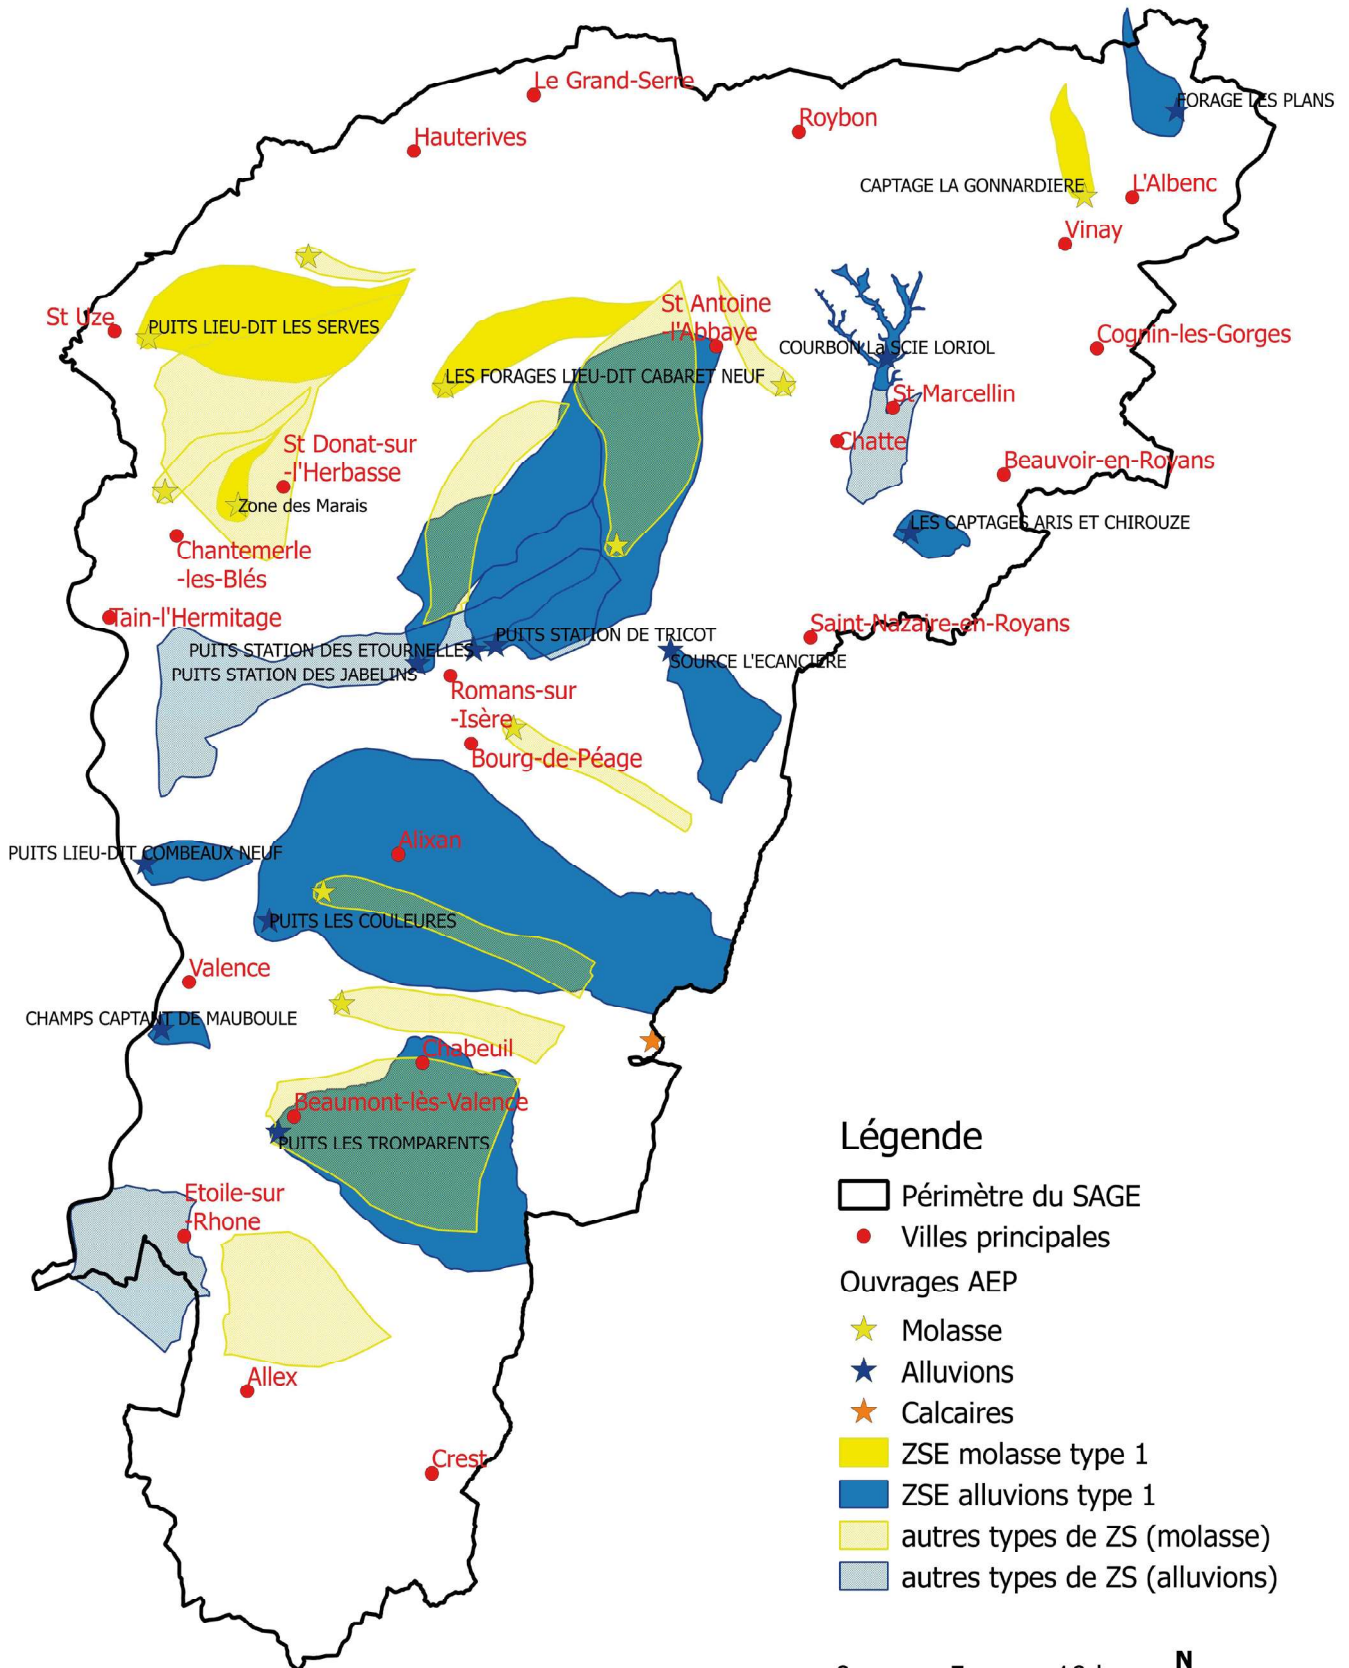 Le Grand-Serre
FORAGE LES PLANS
Roybon
Hauterives
CAPTAGE LA GONNARDIERE
L'Albenc
Vinay
St Uze
PUITS LIEU-DIT LES SERVES
St Antoine
-l'Abbaye
COURBON La SCIE LORIOL
Cognin-les-Gorges
LES FORAGES LIEU-DIT CABARET NEUF
St Marcellin
St Donat-sur
-l'Herbasse
Chatte
Beauvoir-en-Royans
Zone des Marais
LES CAPTAGES ARIS ET CHIROUZE
Chantemerle
-les-Blés
Tain-l'Hermitage
Saint-Nazaire-en-Royans
PUITS STATION DE TRICOT
PUITS STATION DES ETOURNELLES
SOURCE L'ECANCIERE
PUITS STATION DES JABELINS
Romans-sur
-Isère
Bourg-de-Péage
Alixan
PUITS LIEU-DIT COMBEAUX NEUF
PUITS LES COULEURES
Valence
CHAMPS CAPTANT DE MAUBOULE
Chabeuil
Beaumont-lès-Valence
PUITS LES TROMPARENTS
Etoile-sur
-Rhone
Allex
Crest
Légende
Périmètre du SAGE
Villes principales
Ouvrages AEP
Molasse
Alluvions
Calcaires
ZSE molasse type 1
ZSE alluvions type 1
autres types de ZS (molasse)
autres types de ZS (alluvions)
N